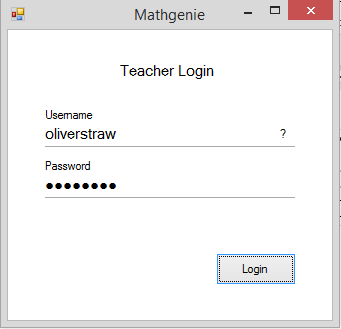 Mathgenie
Teacher Login
Username
oliverstraw ?
Password
●●●●●●●●
Login